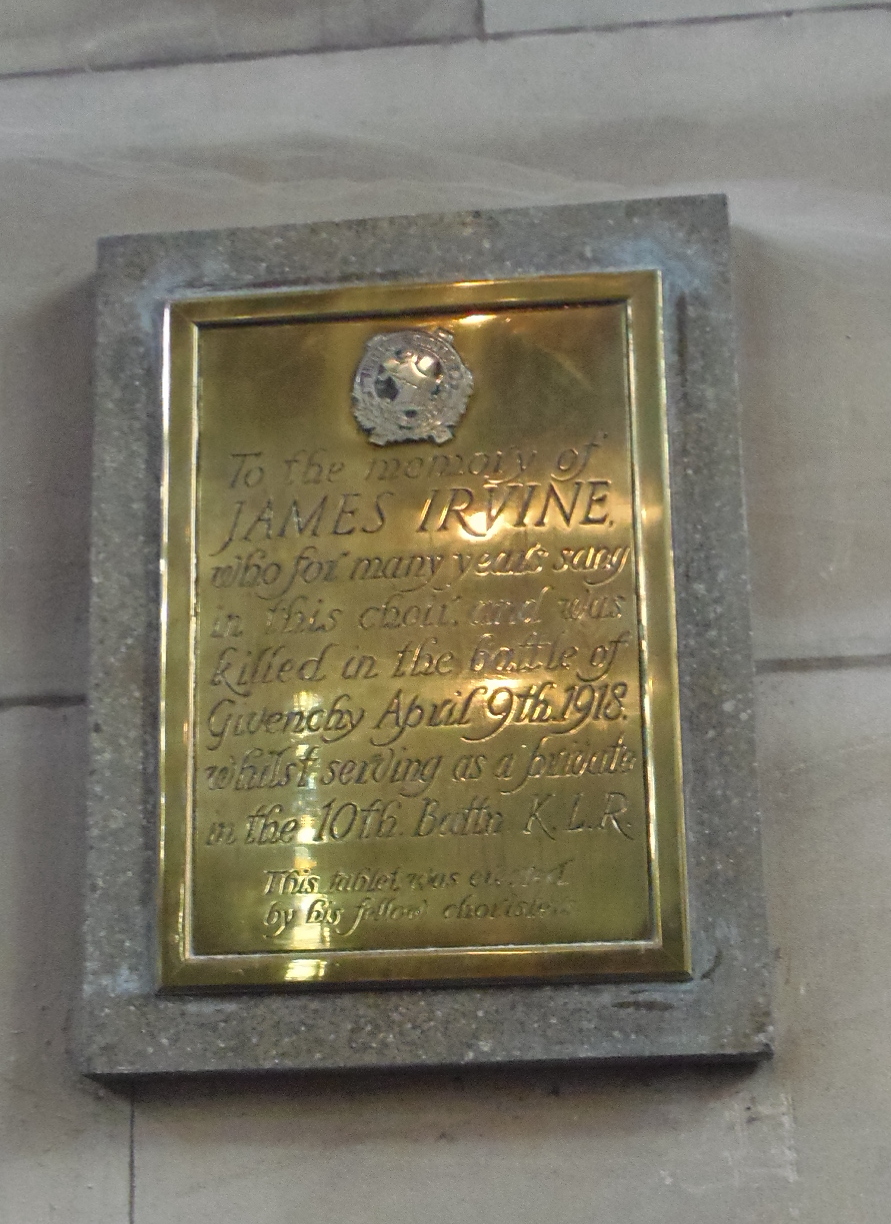 To the memory of
JAMES IRVINE,
who for many years sang
in this choir, and was
killed in the battle of
Givenchy April 9th. 1918.
whilst serving as a private
in the 10th. Battn K.L.R.
This tablet was erected
by his fellow choristers